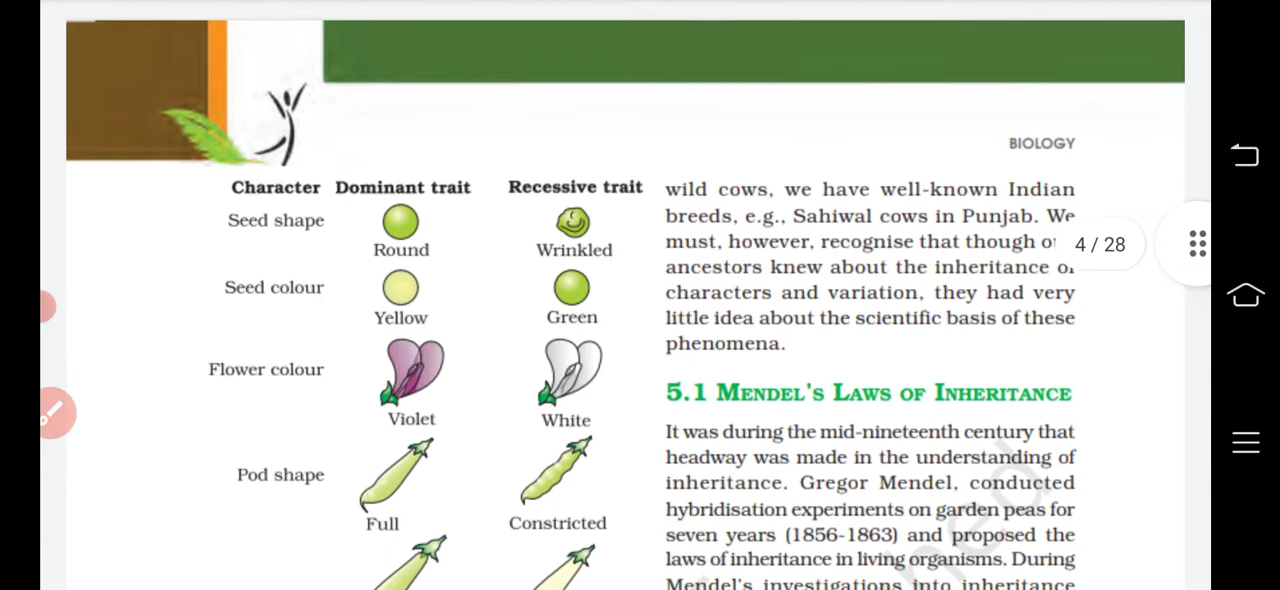 BIOLOGY
Character Dominant trait Recessive trait
Seed shape
Round Wrinkled
Seed colour
Yellow Green
Flower colour
Violet White
Pod shape
Full Constricted
wild cows, we have well-known Indian
breeds, e.g., Sahiwal cows in Punjab. We
must, however, recognise that though
ancestors knew about the inheritance of
characters and variation, they had very
little idea about the scientific basis of these
phenomena.
5.1 MENDEL'S LAWS OF INHERITANCE
It was during the mid-nineteenth century that
headway was made in the understanding of
inheritance. Gregor Mendel, conducted
hybridisation experiments on garden peas for
seven years (1856-1863) and proposed the
laws of inheritance in living organisms. During
Mendel's investigations into inheritance
4 / 28